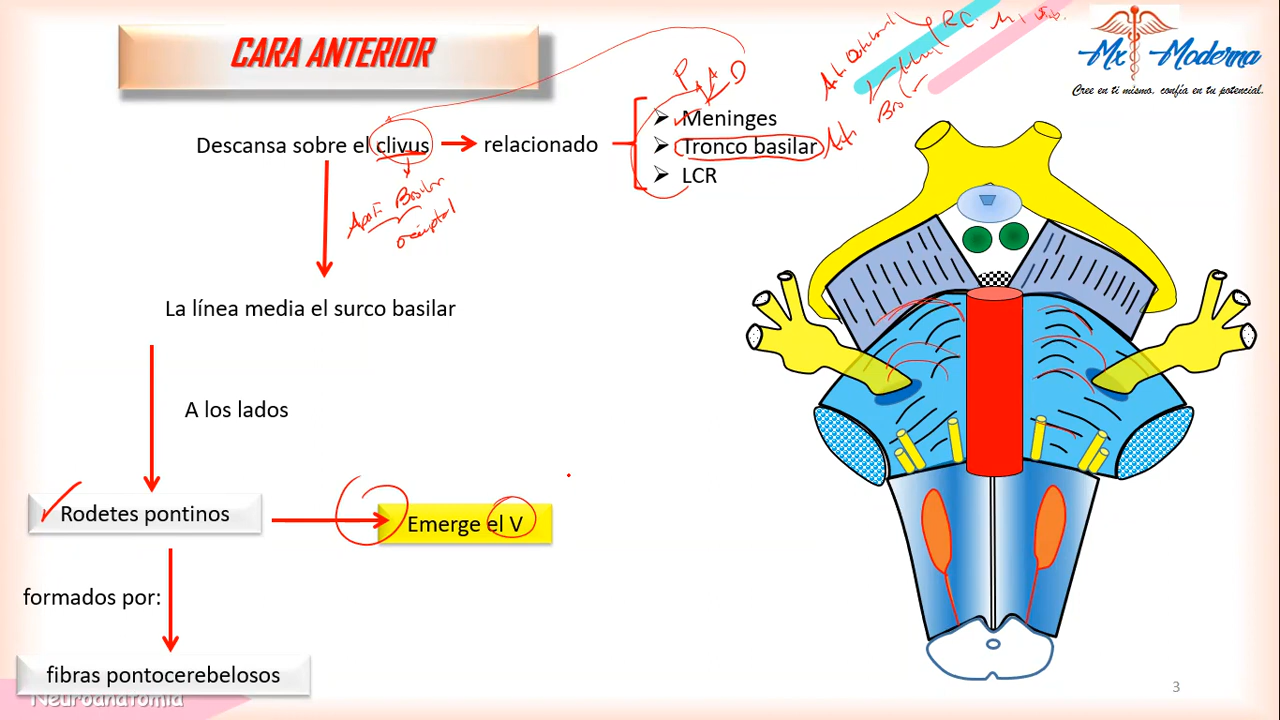 CARA ANTERIOR
Mx Moderna
Cree en ti mismo, confía en tu potencial.
P A D
Descansa sobre el clivus
relacionado
Meninges
Tronco basilar
LCR
Basilar
occipital
La línea media el surco basilar
A los lados
Rodetes pontinos
Emerge el V
formados por:
fibras pontocerebelosos
Neuroanatomía
3